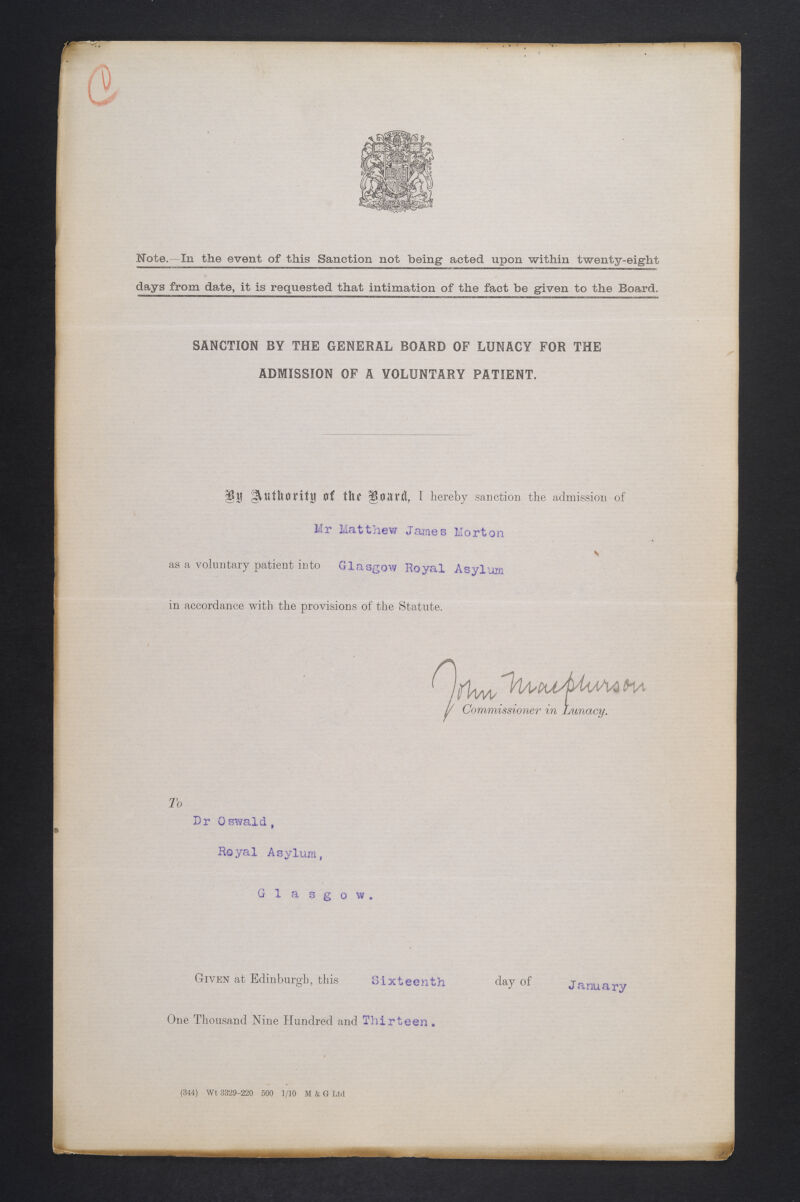 Note.—In the event of this Sanction not being acted upon within twenty-eight
days from date, it is requested that intimation of the fact be given to the Board.
SANCTION BY THE GENERAL BOARD OF LUNACY FOR THE
ADMISSION OF A VOLUNTARY PATIENT.
By Authority of the Board, I hereby sanction the admission of
Mr Matthew James Morton
as a voluntary patient into Glasgow Royal Asylum
in accordance with the provisions of the Statute.
John Macpherson
Commissioner in Lunacy.
To
Dr Oswald,
Royal Asylum,
Glasgow.
GIVEN at Edinburgh, this Sixteenth day of January
One Thousand Nine Hundred and Thirteen.
(344) Wt 3329-220 500 1/10 M & G Ltd